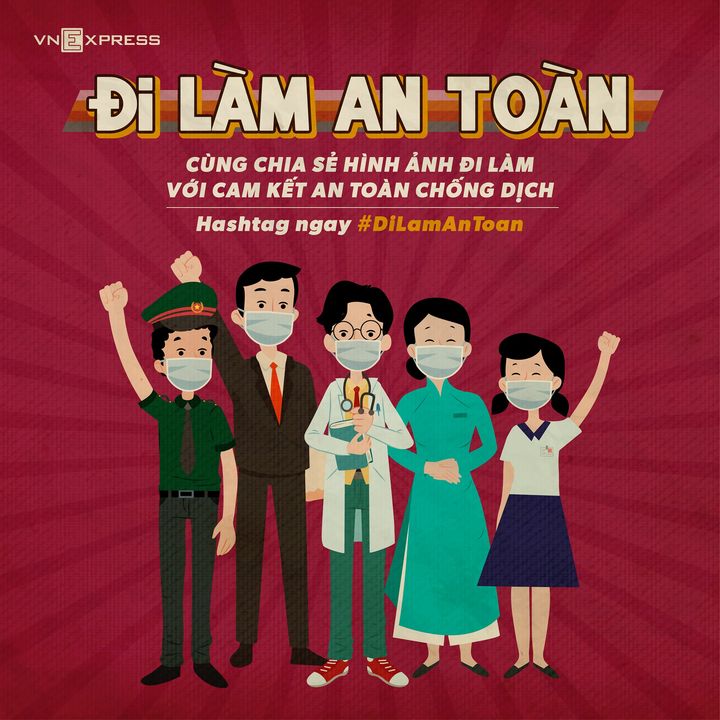 VNEXPRESS
ĐI LÀM AN TOÀN
CÙNG CHIA SẺ HÌNH ẢNH ĐI LÀM
VỚI CAM KẾT AN TOÀN CHỐNG DỊCH
Hashtag ngay #DiLamAnToan